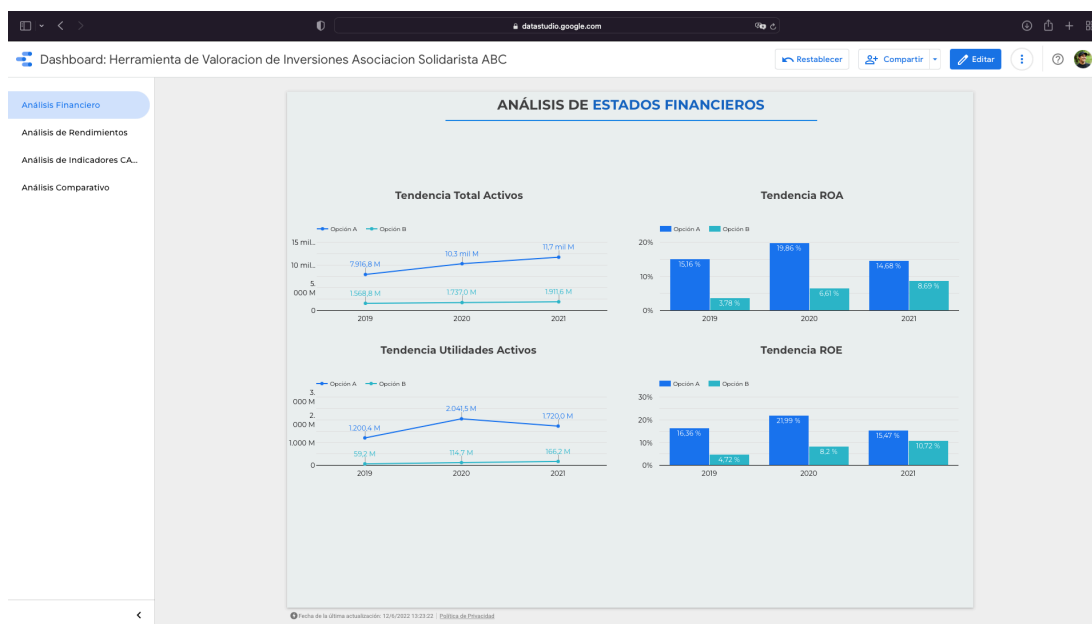 datastudio.google.com
Dashboard: Herramienta de Valoracion de Inversiones Asociacion Solidarista ABC
Restablecer
Compartir
Editar
Análisis Financiero
Análisis de Rendimientos
Análisis de Indicadores CA...
Análisis Comparativo
ANÁLISIS DE ESTADOS FINANCIEROS
Tendencia Total Activos
Opción A Opción B
15 mil...
10 mil...
5.
000 M
0
7.916,8 M
10,3 mil M
11,7 mil M
1.568,8 M
1.737,0 M
1.911,6 M
2019 2020 2021
Tendencia ROA
Opción A Opción B
20%
10%
0%
15,16 %
3,78 %
19,86 %
6,61 %
14,68 %
8,69 %
2019 2020 2021
Tendencia Utilidades Activos
Opción A Opción B
3.
000 M
2.
000 M
1.000 M
0
1.200,4 M
2.041,5 M
1.720,0 M
59,2 M
114,7 M
166,2 M
2019 2020 2021
Tendencia ROE
Opción A Opción B
30%
20%
10%
0%
16,36 %
4,72 %
21,99 %
8,2 %
15,47 %
10,72 %
2019 2020 2021
Fecha de la última actualización: 12/6/2022 13:23:22 | Política de Privacidad